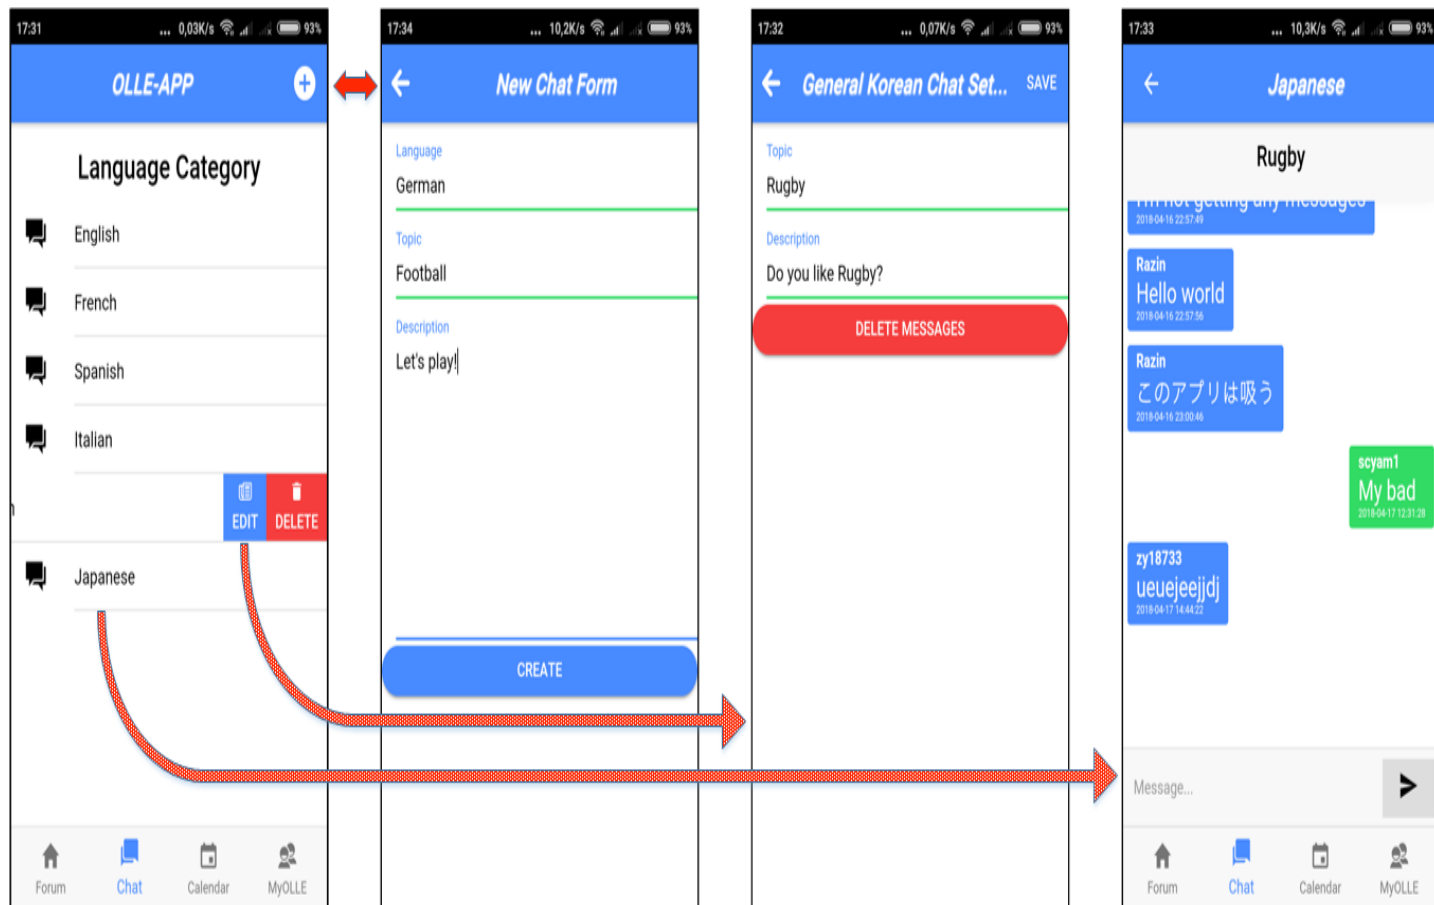 17:31 ... 0,03K/s 93%
OLLE-APP
Language Category
English
French
Spanish
Italian
n
EDIT DELETE
Japanese
Forum Chat Calendar MyOLLE
17:34 ... 10,2K/s 93%
New Chat Form
Language
German
Topic
Football
Description
Let's play!
CREATE
17:32 ... 0,07K/s 93%
General Korean Chat Set... SAVE
Topic
Rugby
Description
Do you like Rugby?
DELETE MESSAGES
17:33 ... 10,3K/s 93%
Japanese
Rugby
I'm not getting any messages
2018-04-16 22:57:49
Razin
Hello world
2018-04-16 22:57:56
Razin
このアプリは吸う
2018-04-16 23:00:46
scyam1
My bad
2018-04-17 12:31:28
zy18733
ueuejeejjdj
2018-04-17 14:44:22
Message...
Forum Chat Calendar MyOLLE